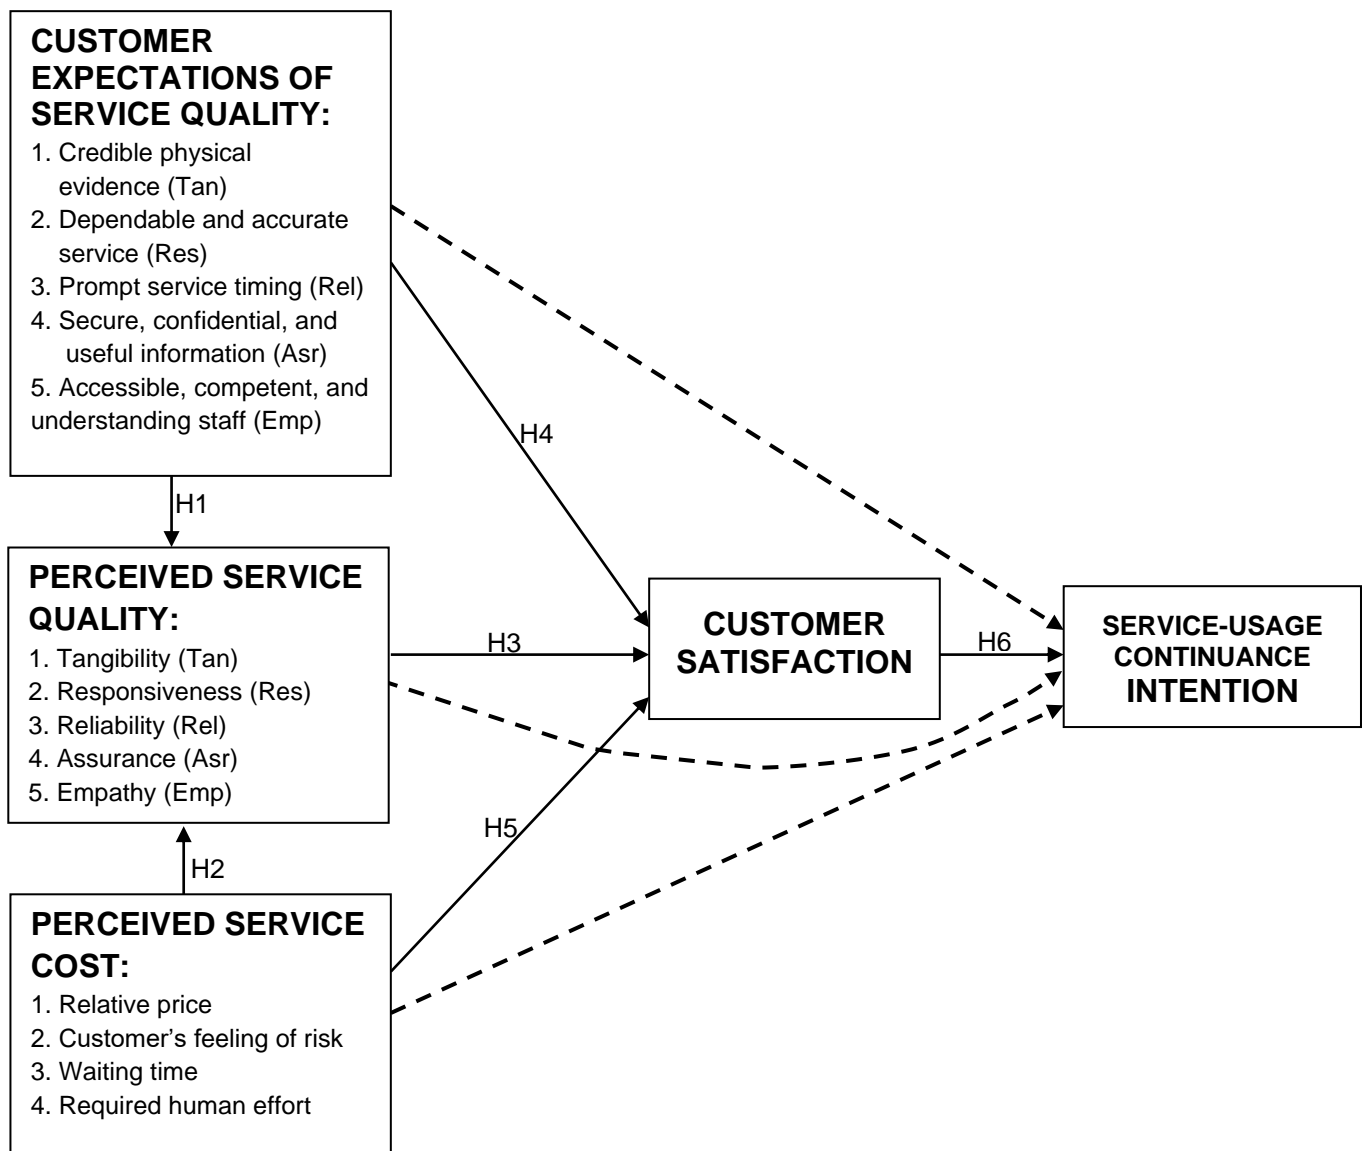 CUSTOMER
EXPECTATIONS OF
SERVICE QUALITY:
1. Credible physical
evidence (Tan)
2. Dependable and accurate
service (Res)
3. Prompt service timing (Rel)
4. Secure, confidential, and
useful information (Asr)
5. Accessible, competent, and
understanding staff (Emp)
H4
H1
PERCEIVED SERVICE
QUALITY:
1. Tangibility (Tan)
2. Responsiveness (Res)
3. Reliability (Rel)
4. Assurance (Asr)
5. Empathy (Emp)
H3
CUSTOMER
SATISFACTION
H6
SERVICE-USAGE
CONTINUANCE
INTENTION
H5
H2
PERCEIVED SERVICE
COST:
1. Relative price
2. Customer’s feeling of risk
3. Waiting time
4. Required human effort